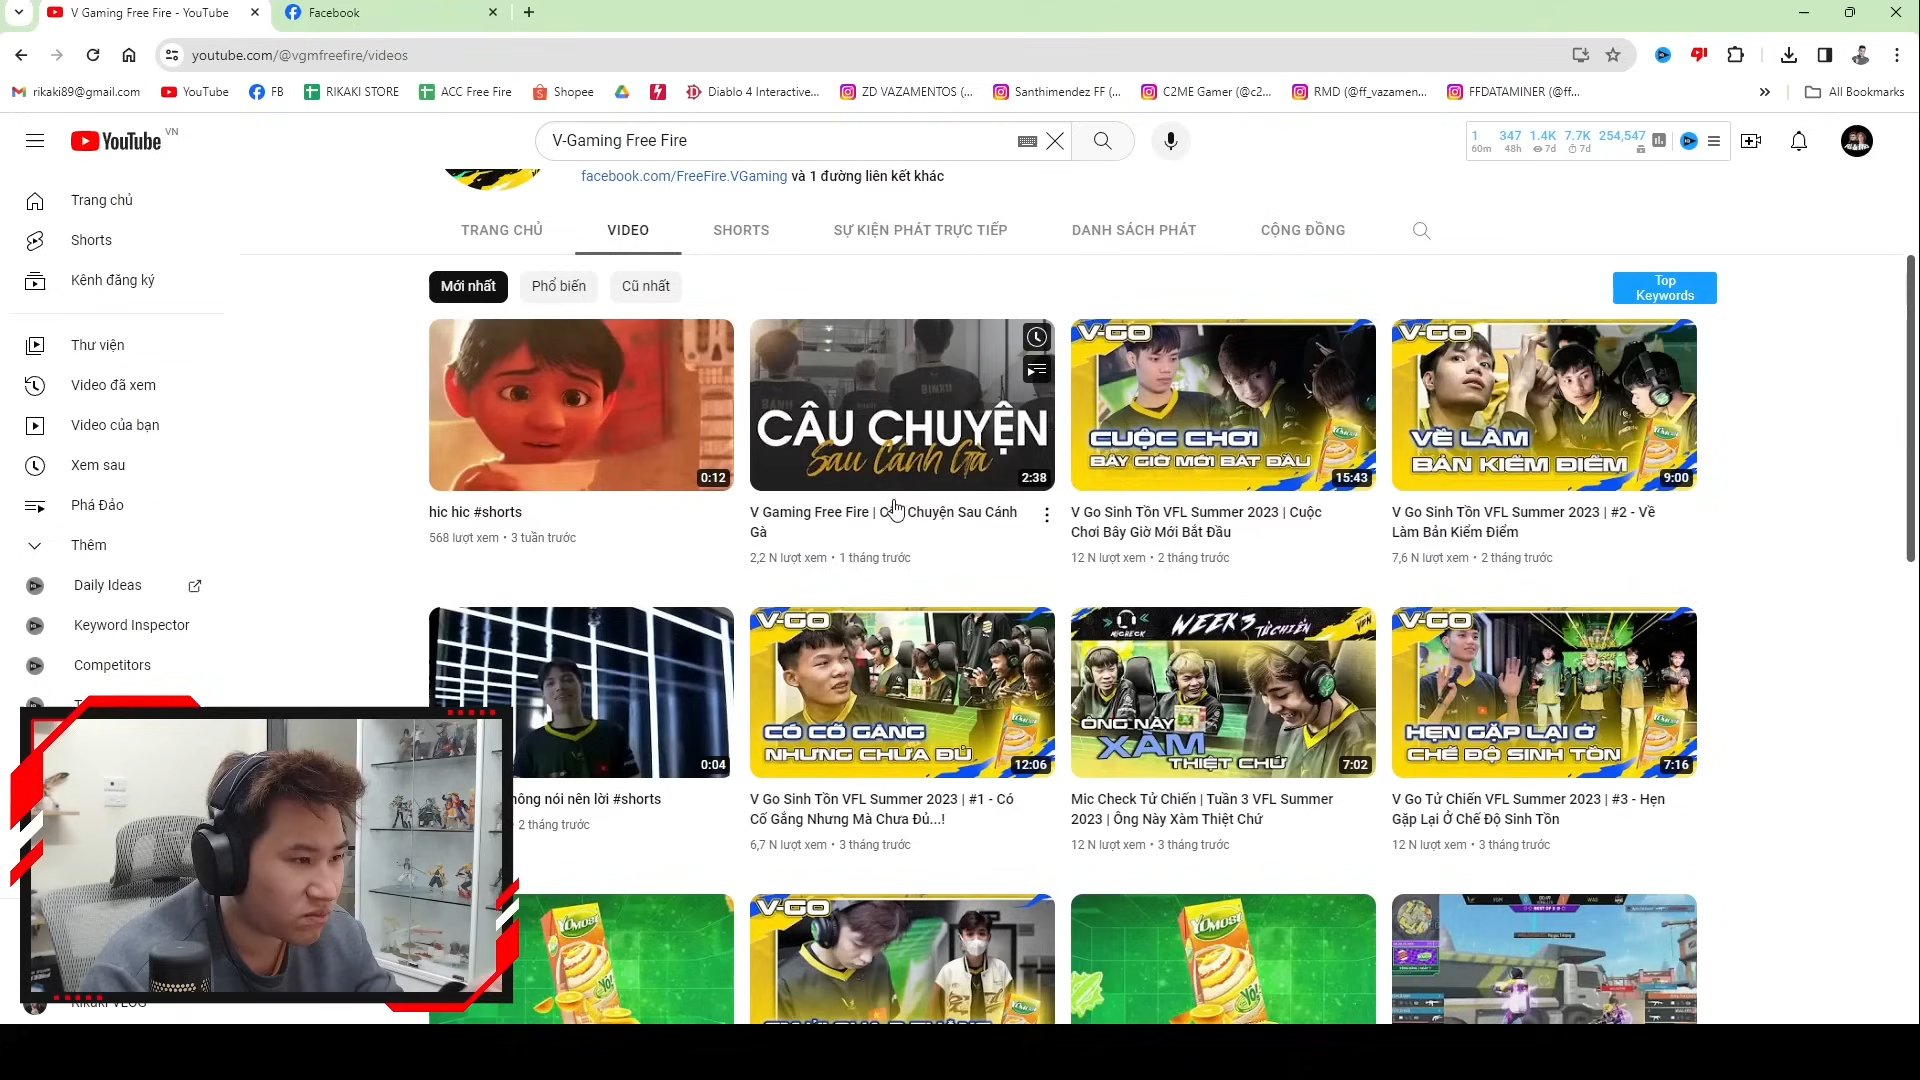 V Gaming Free Fire - YouTube
Facebook
youtube.com/@vgmfreefire/videos
rikaki89@gmail.com
YouTube
FB
RIKAKI STORE
ACC Free Fire
Shopee
Diablo 4 Interactive...
ZD VAZAMENTOS (...
Santhimendez FF (...
C2ME Gamer (@c2...
RMD (@ff_vazamen...
FFDATAMINER (@ff...
All Bookmarks
YouTube VN
V-Gaming Free Fire
1 347 1.4K 7.7K 254,547
60m 48h 7d 7d
facebook.com/FreeFire.VGaming và 1 đường liên kết khác
TRANG CHỦ
VIDEO
SHORTS
SỰ KIỆN PHÁT TRỰC TIẾP
DANH SÁCH PHÁT
CỘNG ĐỒNG
Mới nhất
Phổ biến
Cũ nhất
Top
Keywords
Trang chủ
Shorts
Kênh đăng ký
Thư viện
Video đã xem
Video của bạn
Xem sau
Phá Đảo
Thêm
Daily Ideas
Keyword Inspector
Competitors
0:12
hic hic #shorts
568 lượt xem • 3 tuần trước
BINXU
CÂU CHUYỆN
Sau Cánh Gà
2:38
V Gaming Free Fire | C Chuyện Sau Cánh
Gà
2,2 N lượt xem • 1 tháng trước
V-GO
CUỘC CHƠI
BÂY GIỜ MỚI BẮT ĐẦU
YOMOST
15:43
V Go Sinh Tồn VFL Summer 2023 | Cuộc
Chơi Bây Giờ Mới Bắt Đầu
12 N lượt xem • 2 tháng trước
V-GO
VỀ LÀM
BẢN KIỂM ĐIỂM
YOMOST
9:00
V Go Sinh Tồn VFL Summer 2023 | #2 - Về
Làm Bản Kiểm Điểm
7,6 N lượt xem • 2 tháng trước
0:04
hông nói nên lời #shorts
• 2 tháng trước
V-GO
CÓ CỐ GẮNG
NHƯNG CHƯA ĐỦ
YOMOST
12:06
V Go Sinh Tồn VFL Summer 2023 | #1 - Có
Cố Gắng Nhưng Mà Chưa Đủ...!
6,7 N lượt xem • 3 tháng trước
MICHECK
WEEK 3
TỬ CHIẾN
ÔNG NÀY
XÀM
THIỆT CHỨ
7:02
Mic Check Tử Chiến | Tuần 3 VFL Summer
2023 | Ông Này Xàm Thiệt Chứ
12 N lượt xem • 3 tháng trước
V-GO
HẸN GẶP LẠI Ở
CHẾ ĐỘ SINH TỒN
YOMOST
7:16
V Go Tử Chiến VFL Summer 2023 | #3 - Hẹn
Gặp Lại Ở Chế Độ Sinh Tồn
12 N lượt xem • 3 tháng trước
YOMOST
YO!
V-GO
YOMOST
YO!